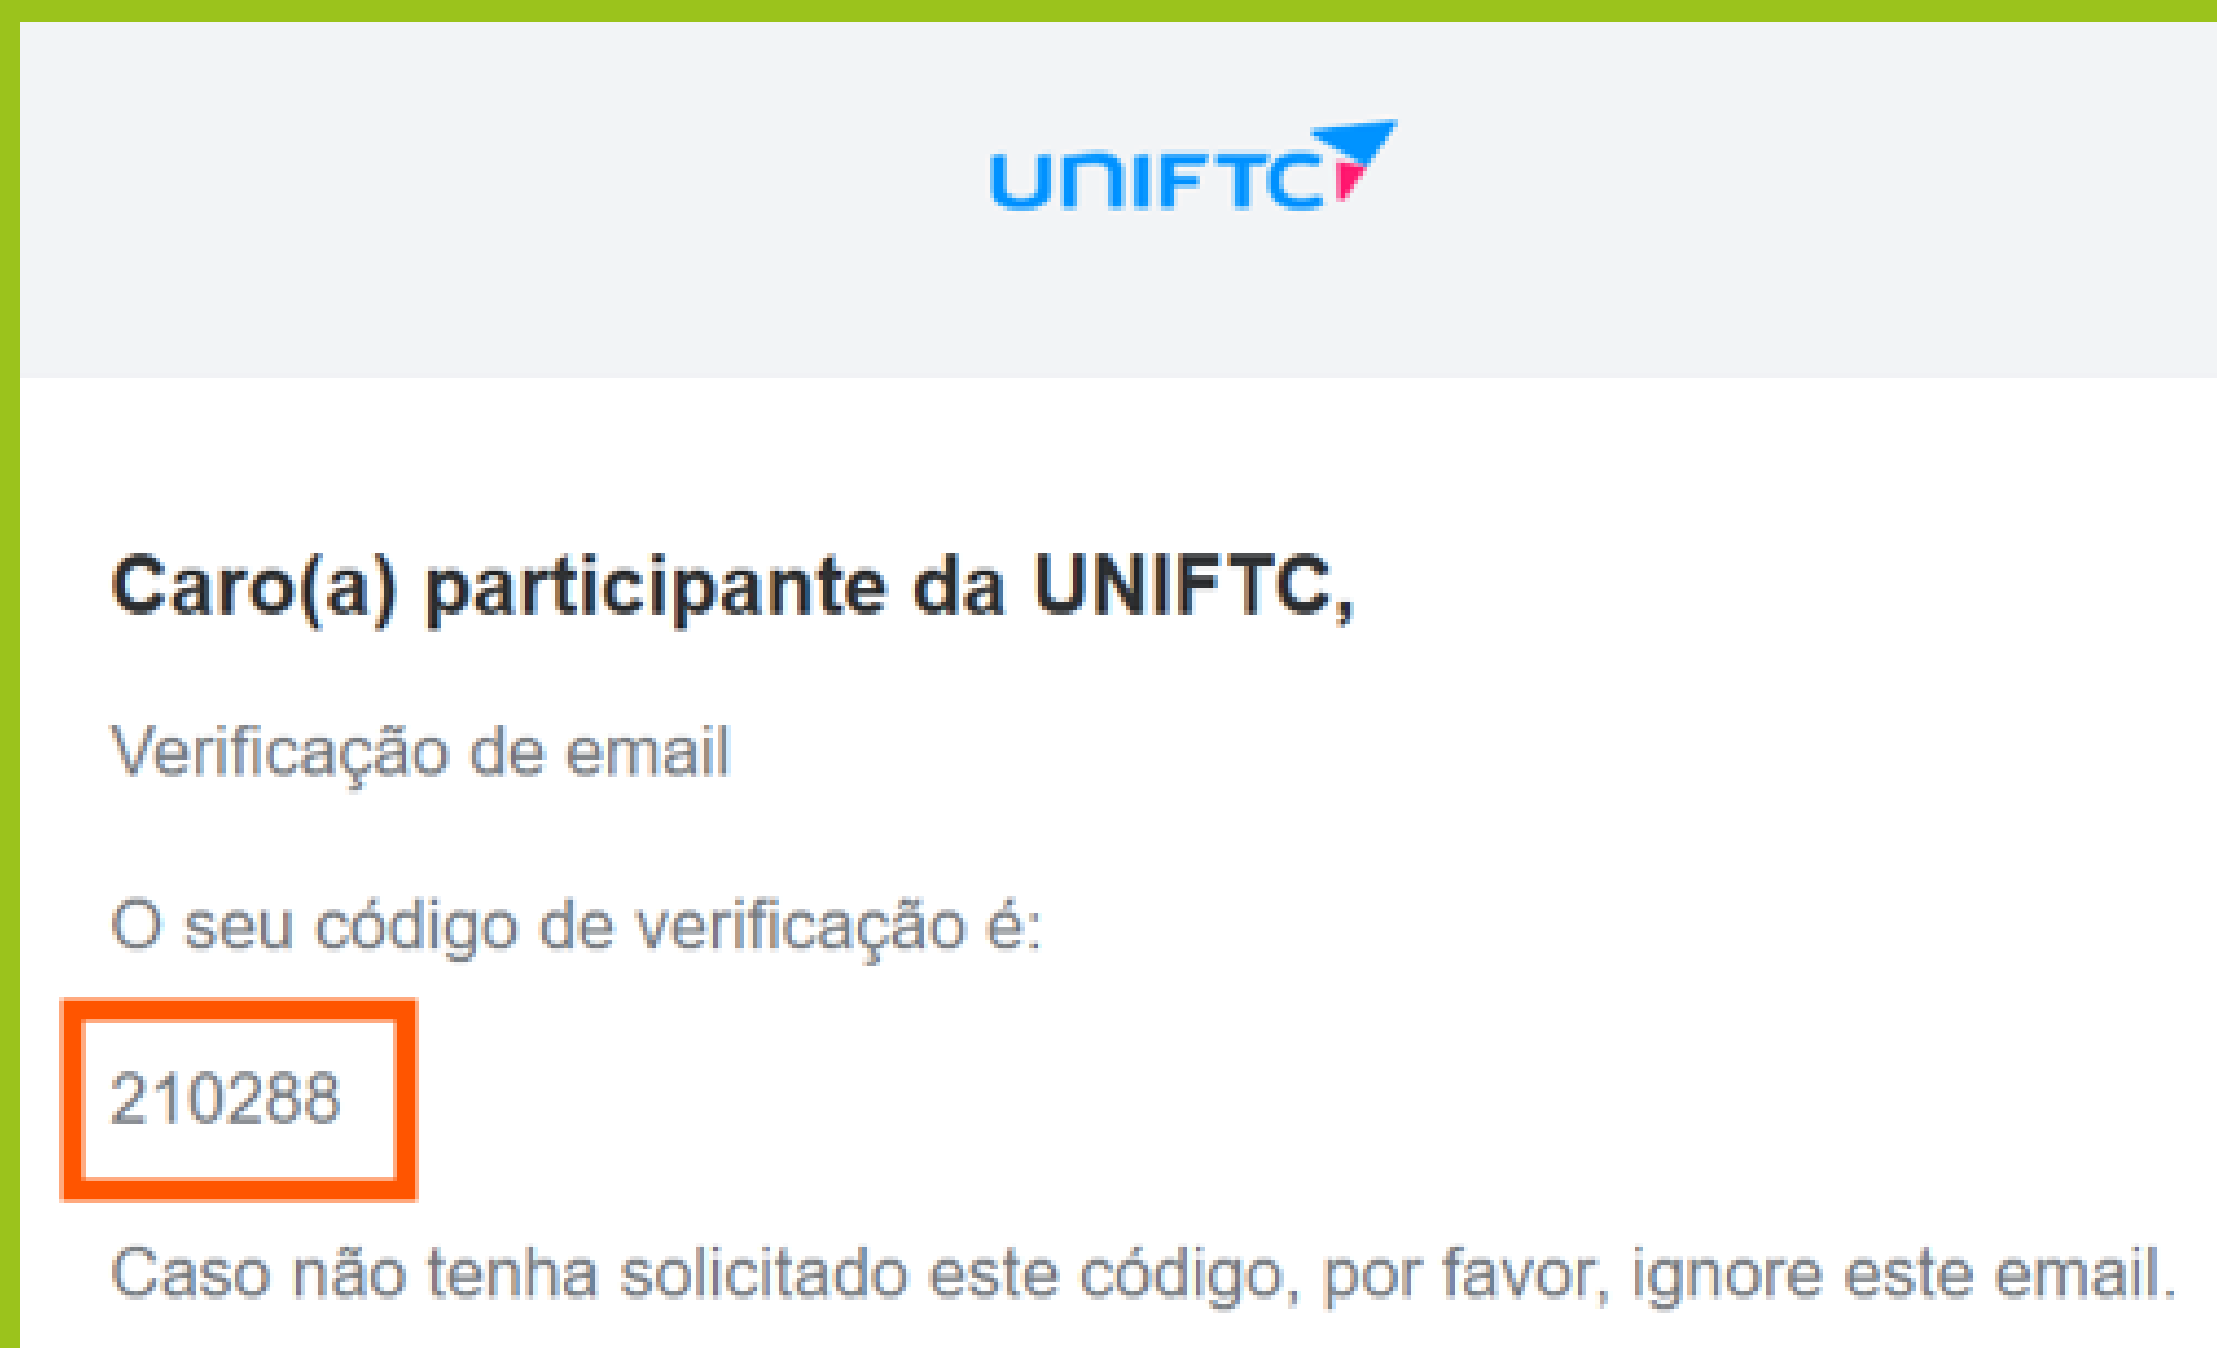 UNIFTC
Caro(a) participante da UNIFTC,
Verificação de email
O seu código de verificação é:
210288
Caso não tenha solicitado este código, por favor, ignore este email.